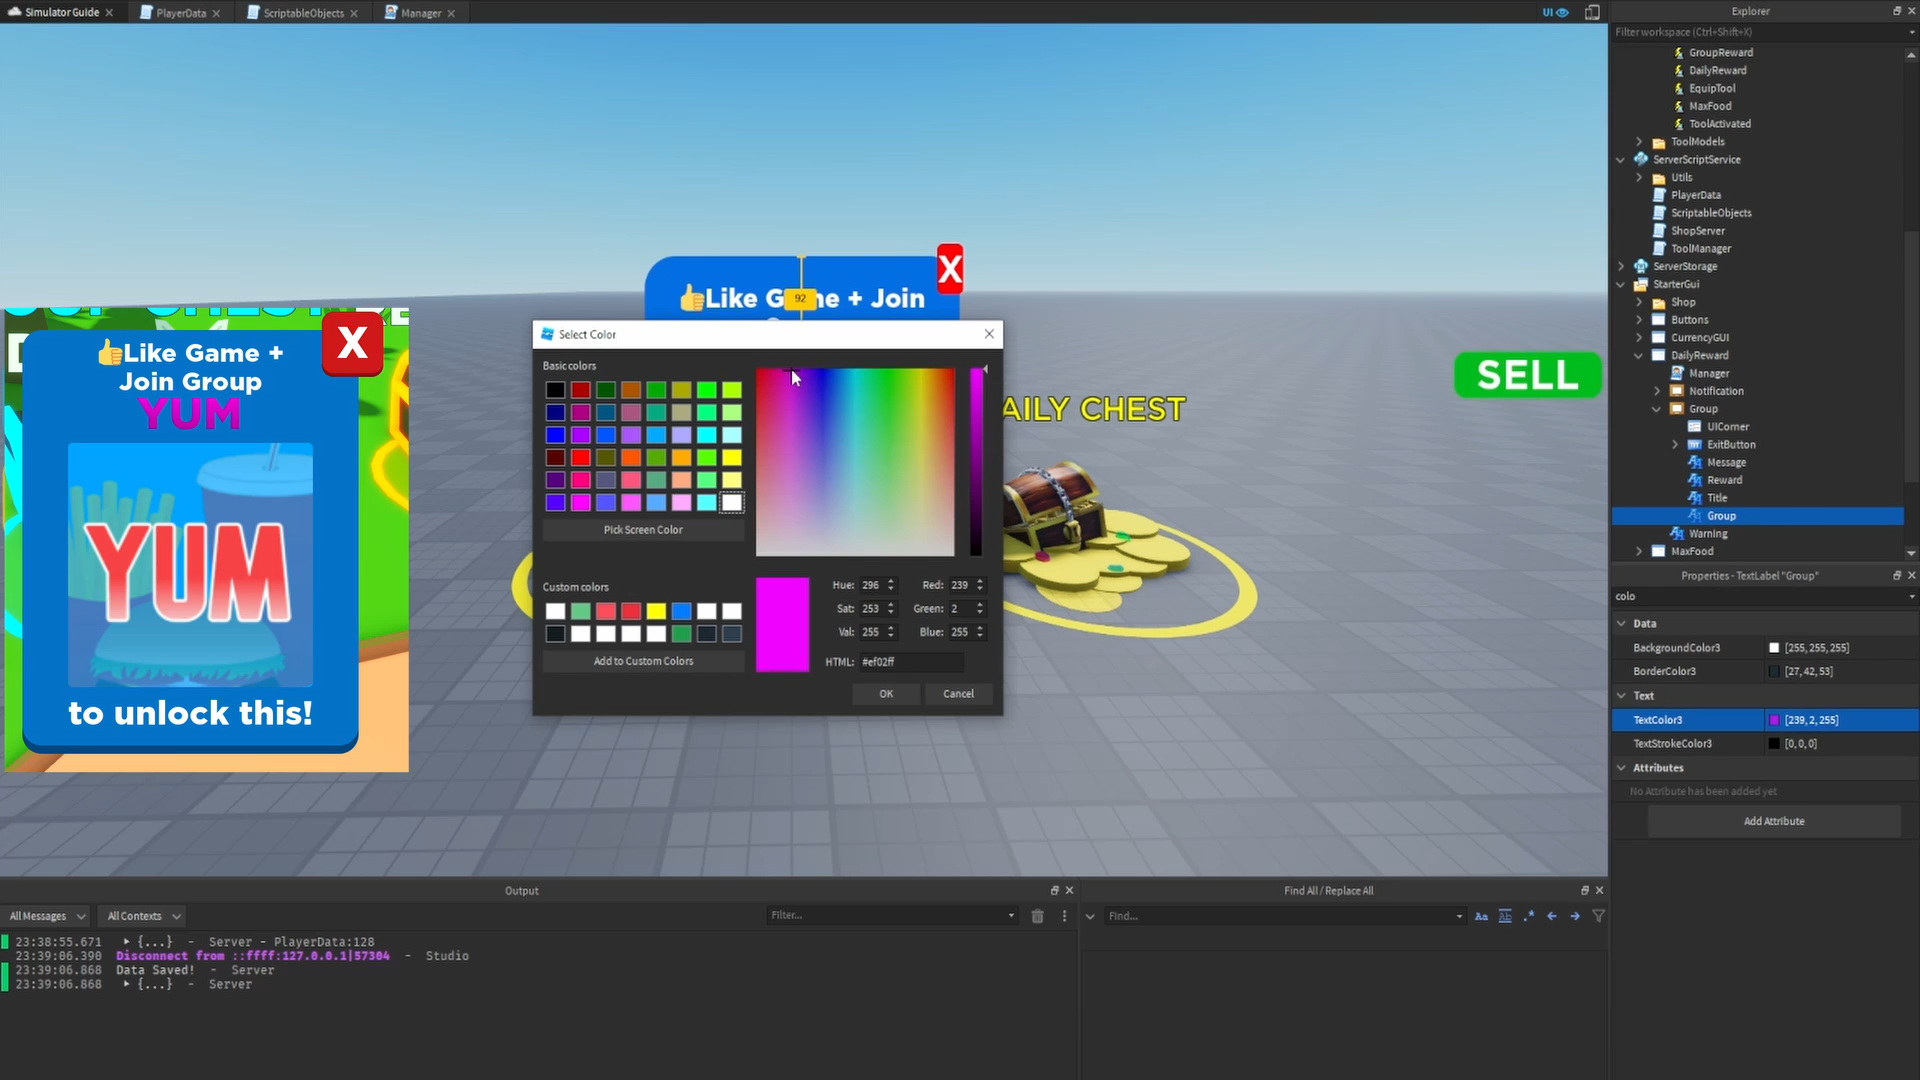 Simulator Guide
PlayerData
ScriptableObjects
Manager
UI
👍Like Game + Join
92
X
AILY CHEST
SELL
👍Like Game +
Join Group
YUM
X
YUM
to unlock this!
Select Color
Basic colors
Pick Screen Color
Custom colors
Add to Custom Colors
Hue: 296
Red: 239
Sat: 253
Green: 2
Val: 255
Blue: 255
HTML: #ef02ff
OK
Cancel
Explorer
Filter workspace (Ctrl+Shift+X)
GroupReward
DailyReward
EquipTool
MaxFood
ToolActivated
ToolModels
ServerScriptService
Utils
PlayerData
ScriptableObjects
ShopServer
ToolManager
ServerStorage
StarterGui
Shop
Buttons
CurrencyGUI
DailyReward
Manager
Notification
Group
UICorner
ExitButton
Message
Reward
Title
Group
Warning
MaxFood
Properties - TextLabel "Group"
colo
Data
BackgroundColor3 [255, 255, 255]
BorderColor3 [27, 42, 53]
Text
TextColor3 [239, 2, 255]
TextStrokeColor3 [0, 0, 0]
Attributes
No Attribute has been added yet
Add Attribute
Output
All Messages
All Contexts
Filter...
23:38:55.671 ▶ {...} - Server - PlayerData:128
23:39:06.390 Disconnect from ::ffff:127.0.0.1|57304 - Studio
23:39:06.868 Data Saved! - Server
23:39:06.868 ▶ {...} - Server
Find All / Replace All
Find...
Aa
Ab
.*